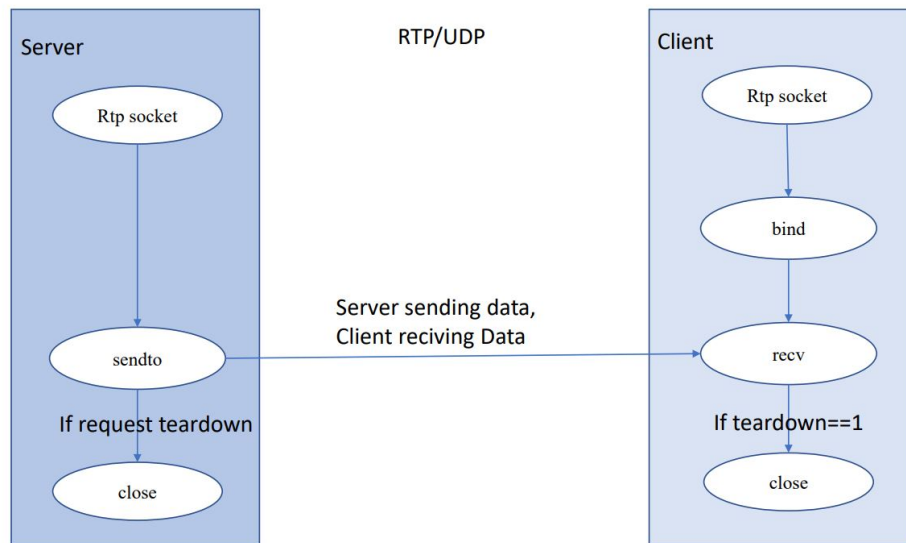 Server
RTP/UDP
Client
Rtp socket
Rtp socket
bind
Server sending data,
Client reciving Data
sendto
recv
If request teardown
If teardown==1
close
close